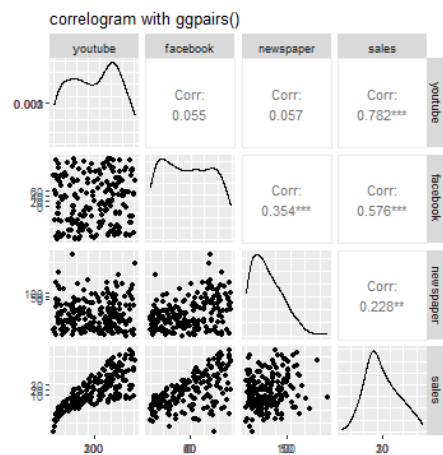 correlogram with ggpairs()
youtube facebook newspaper sales
Corr:
0.055
Corr:
0.057
Corr:
0.782***
youtube
Corr:
0.354***
Corr:
0.576***
facebook
Corr:
0.228**
newspaper
sales